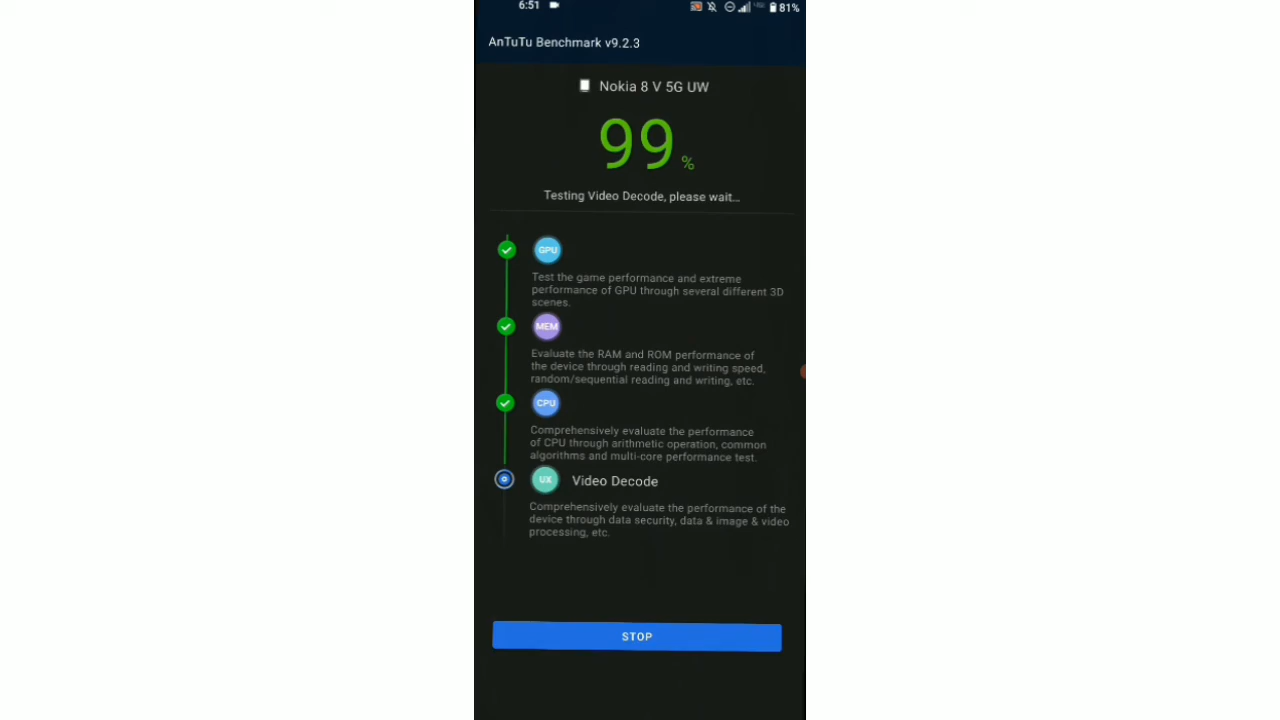 6:51
81%
AnTuTu Benchmark v9.2.3
Nokia 8 V 5G UW
99 %
Testing Video Decode, please wait...
GPU
Test the game performance and extreme
performance of GPU through several different 3D
scenes.
MEM
Evaluate the RAM and ROM performance of
the device through reading and writing speed,
random/sequential reading and writing, etc.
CPU
Comprehensively evaluate the performance
of CPU through arithmetic operation, common
algorithms and multi-core performance test.
UX Video Decode
Comprehensively evaluate the performance of the
device through data security, data & image & video
processing, etc.
STOP